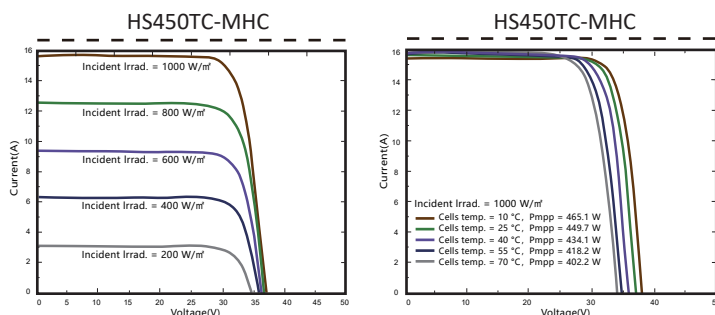 HS450TC-MHC
16
14
12
10
8
6
4
2
0
Current(A)
Incident Irrad. = 1000 W/㎡
Incident Irrad. = 800 W/㎡
Incident Irrad. = 600 W/㎡
Incident Irrad. = 400 W/㎡
Incident Irrad. = 200 W/㎡
0 5 10 15 20 25 30 35 40 45 50
Voltage(V)
HS450TC-MHC
16
14
12
10
8
6
4
2
0
Current(A)
Incident Irrad. = 1000 W/㎡
Cells temp. = 10 °C, Pmpp = 465.1 W
Cells temp. = 25 °C, Pmpp = 449.7 W
Cells temp. = 40 °C, Pmpp = 434.1 W
Cells temp. = 55 °C, Pmpp = 418.2 W
Cells temp. = 70 °C, Pmpp = 402.2 W
0 10 20 30 40 50
Voltage(V)